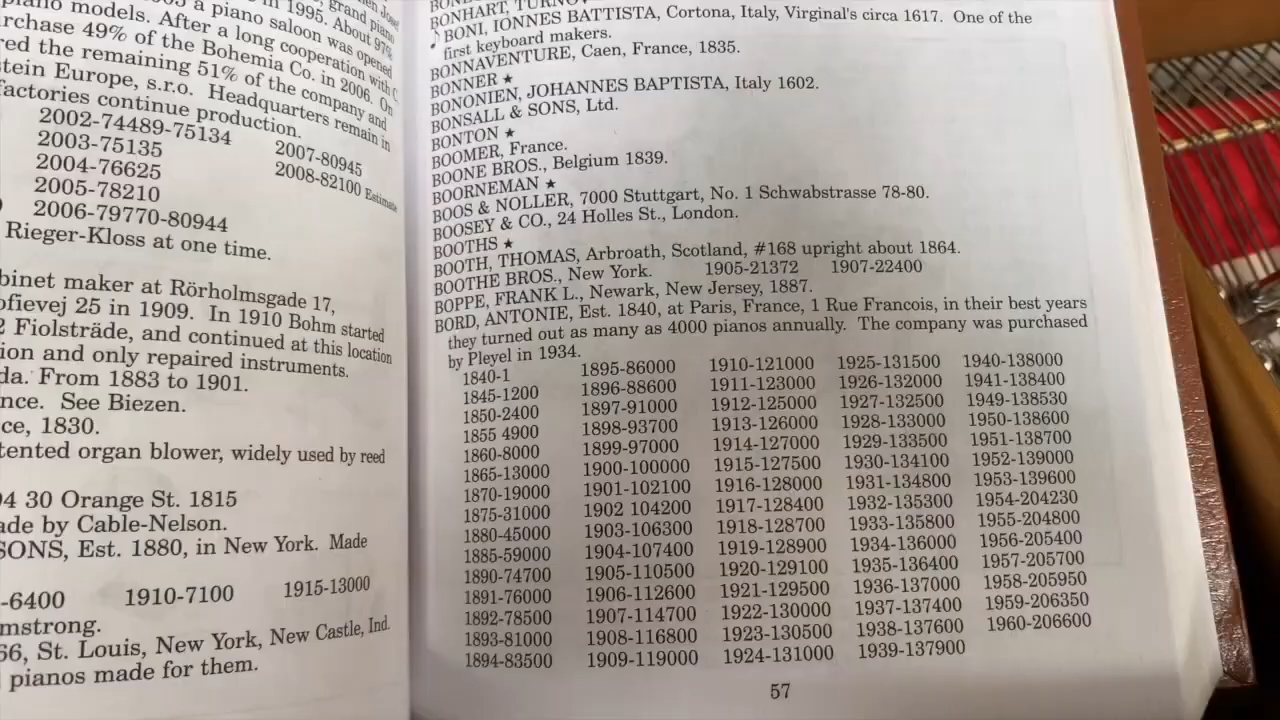 grand piano
piano models. After a long cooperation with C.
in 1995. About 97%
a piano saloon was opened
rchase 49% of the Bohemia Co. in 2006. On
red the remaining 51% of the company and
stein Europe, s.r.o. Headquarters remain in
factories continue production.
2002-74489-75134 2007-80945
2003-75135 2008-82100 Estimate
2004-76625
2005-78210
2006-79770-80944
Rieger-Kloss at one time.
binet maker at Rörholmsgade 17,
ofievej 25 in 1909. In 1910 Bohm started
2 Fiolsträde, and continued at this location
ion and only repaired instruments.
da. From 1883 to 1901.
nce. See Biezen.
ce, 1830.
tented organ blower, widely used by reed
04 30 Orange St. 1815
ade by Cable-Nelson.
SONS, Est. 1880, in New York. Made
-6400 1910-7100 1915-13000
mstrong.
66, St. Louis, New York, New Castle, Ind.
pianos made for them.
BONHART,
♪ BONI, IONNES BATTISTA, Cortona, Italy, Virginal's circa 1617. One of the
first keyboard makers.
BONNAVENTURE, Caen, France, 1835.
BONNER ★
BONONIEN, JOHANNES BAPTISTA, Italy 1602.
BONSALL & SONS, Ltd.
BONTON ★
BOOMER, France.
BOONE BROS., Belgium 1839.
BOORNEMAN ★
BOOS & NOLLER, 7000 Stuttgart, No. 1 Schwabstrasse 78-80.
BOOSEY & CO., 24 Holles St., London.
BOOTHS ★
BOOTH, THOMAS, Arbroath, Scotland, #168 upright about 1864.
BOOTHE BROS., New York. 1905-21372 1907-22400
BOPPE, FRANK L., Newark, New Jersey, 1887.
BORD, ANTONIE, Est. 1840, at Paris, France, 1 Rue Francois, in their best years
they turned out as many as 4000 pianos annually. The company was purchased
by Pleyel in 1934.
1840-1 1895-86000 1910-121000 1925-131500 1940-138000
1845-1200 1896-88600 1911-123000 1926-132000 1941-138400
1850-2400 1897-91000 1912-125000 1927-132500 1949-138530
1855 4900 1898-93700 1913-126000 1928-133000 1950-138600
1860-8000 1899-97000 1914-127000 1929-133500 1951-138700
1865-13000 1900-100000 1915-127500 1930-134100 1952-139000
1870-19000 1901-102100 1916-128000 1931-134800 1953-139600
1875-31000 1902 104200 1917-128400 1932-135300 1954-204230
1880-45000 1903-106300 1918-128700 1933-135800 1955-204800
1885-59000 1904-107400 1919-128900 1934-136000 1956-205400
1890-74700 1905-110500 1920-129100 1935-136400 1957-205700
1891-76000 1906-112600 1921-129500 1936-137000 1958-205950
1892-78500 1907-114700 1922-130000 1937-137400 1959-206350
1893-81000 1908-116800 1923-130500 1938-137600 1960-206600
1894-83500 1909-119000 1924-131000 1939-137900
57